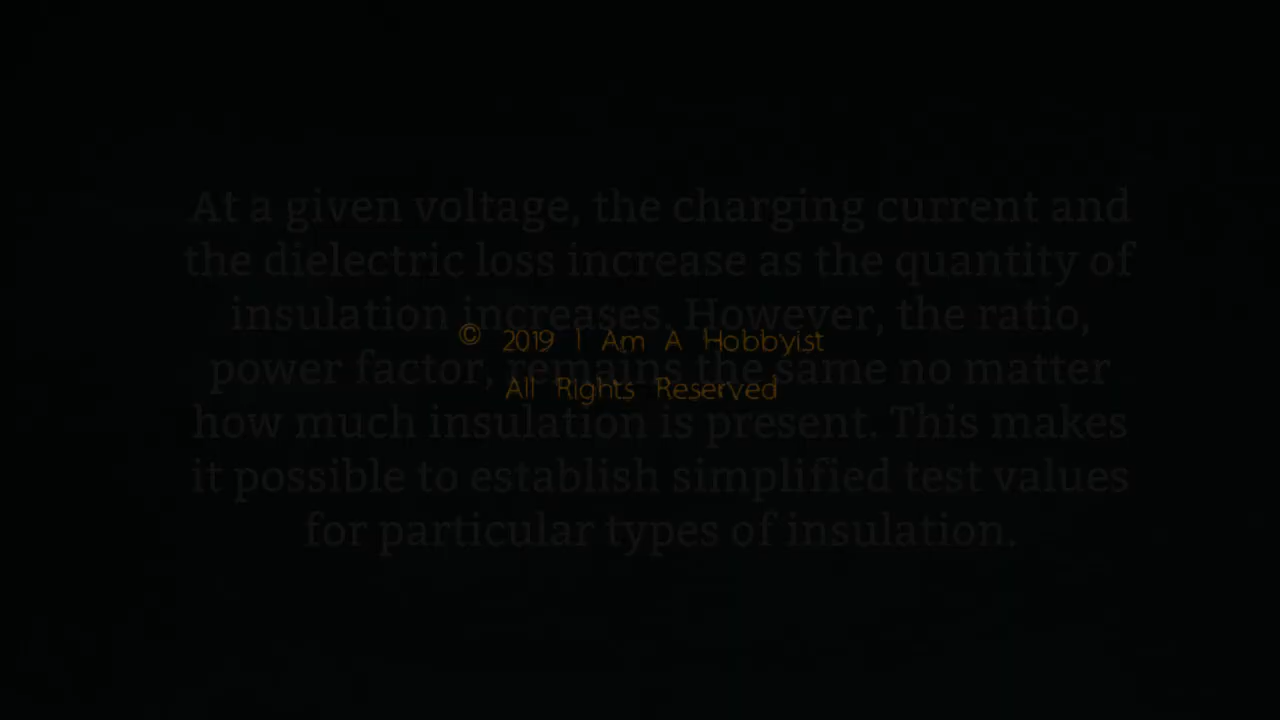 At a given voltage, the charging current and
the dielectric loss increase as the quantity of
insulation increases. However, the ratio,
© 2019 I Am A Hobbyist
power factor, remains the same no matter
All Rights Reserved
how much insulation is present. This makes
it possible to establish simplified test values
for particular types of insulation.